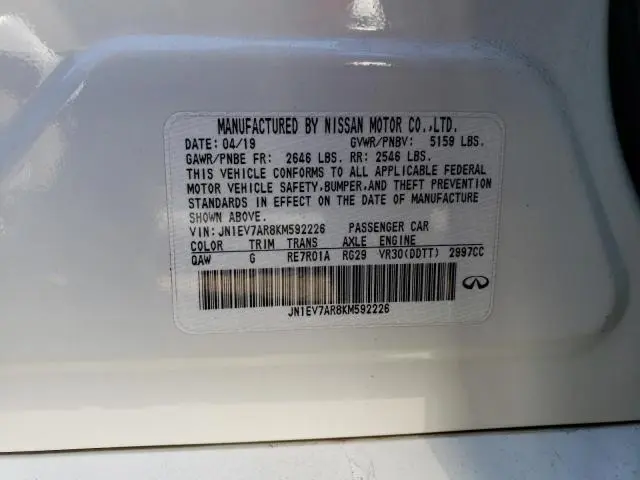 MANUFACTURED BY NISSAN MOTOR CO.,LTD.
DATE: 04/19 GVWR/PNBV: 5159 LBS.
GAWR/PNBE FR: 2646 LBS. RR: 2546 LBS.
THIS VEHICLE CONFORMS TO ALL APPLICABLE FEDERAL
MOTOR VEHICLE SAFETY,BUMPER,AND THEFT PREVENTION
STANDARDS IN EFFECT ON THE DATE OF MANUFACTURE
SHOWN ABOVE.
VIN: JN1EV7AR8KM592226 PASSENGER CAR
COLOR TRIM TRANS AXLE ENGINE
QAW G RE7R01A RG29 VR30(DDTT) 2997CC
JN1EV7AR8KM592226